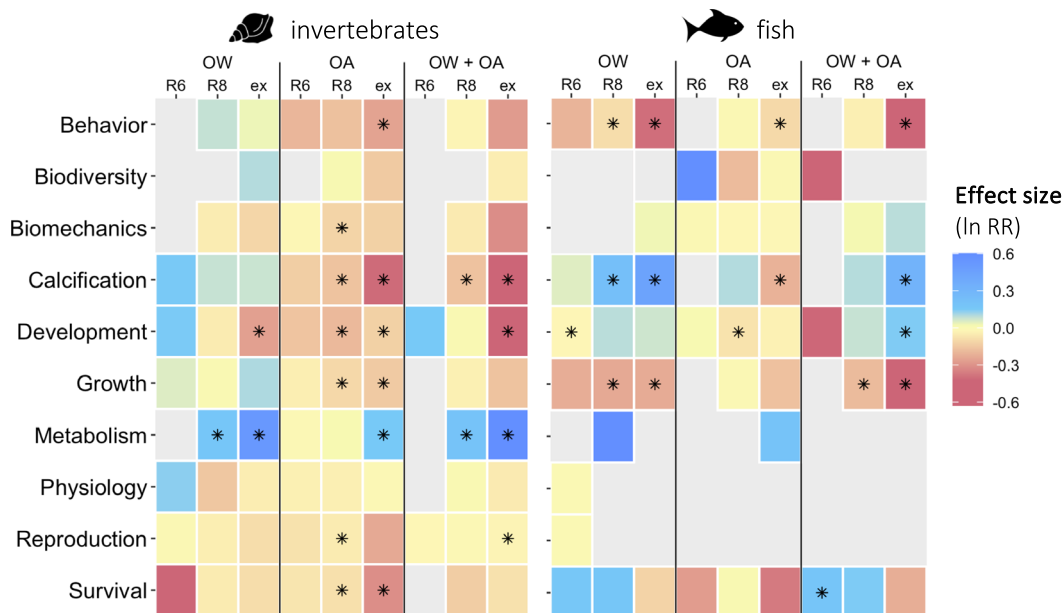 invertebrates fish
OW OA OW + OA OW OA OW + OA
R6 R8 ex R6 R8 ex R6 R8 ex R6 R8 ex R6 R8 ex R6 R8 ex
Behavior
Biodiversity
Biomechanics
Calcification
Development
Growth
Metabolism
Physiology
Reproduction
Survival
Effect size
(ln RR)
0.6
0.3
0.0
-0.3
-0.6